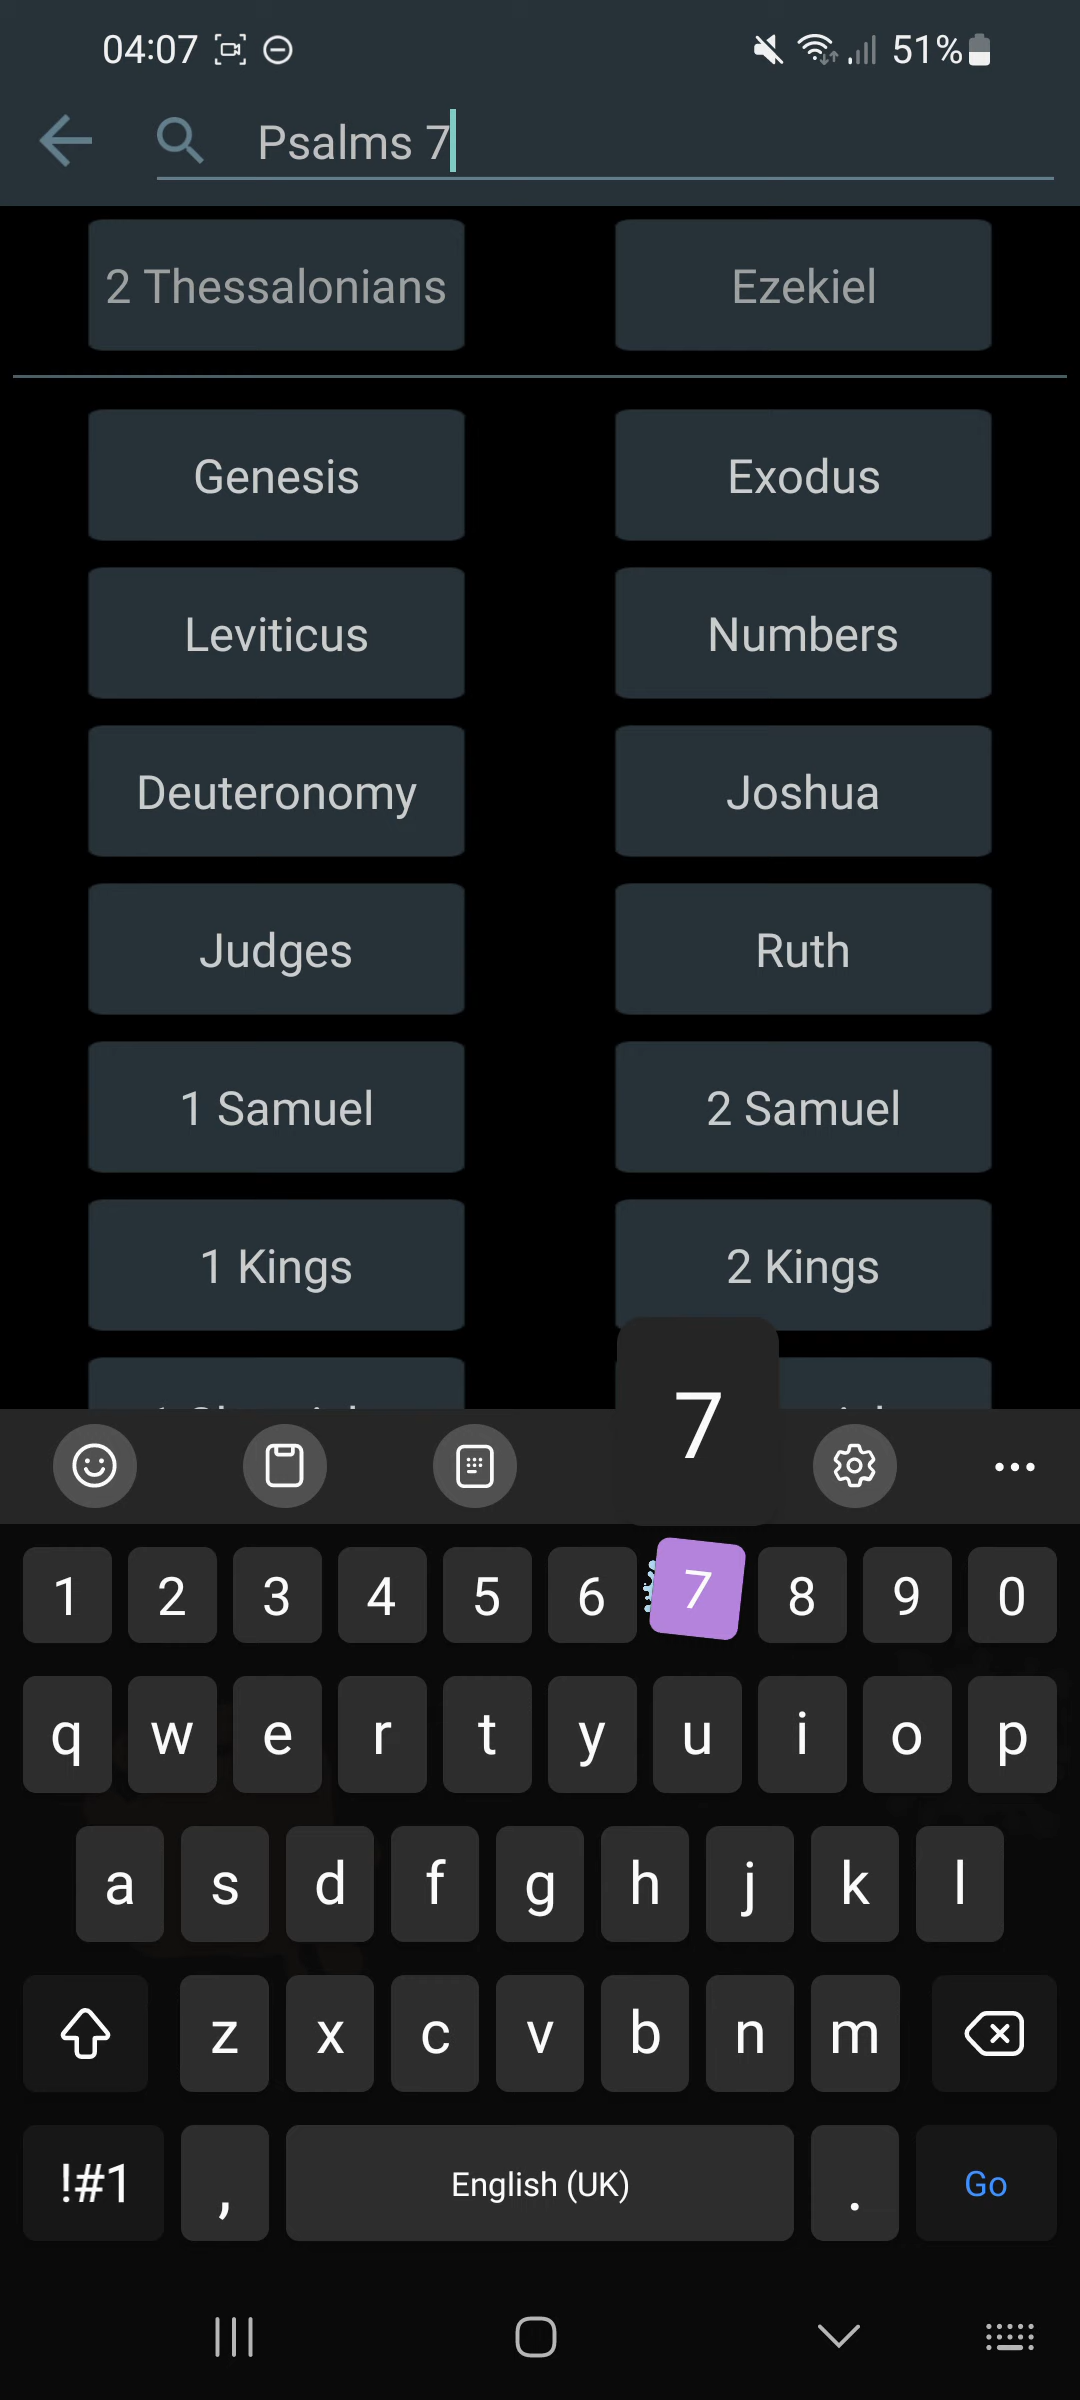 04:07 51%
Psalms 7
2 Thessalonians Ezekiel
Genesis Exodus
Leviticus Numbers
Deuteronomy Joshua
Judges Ruth
1 Samuel 2 Samuel
1 Kings 2 Kings
7
1 2 3 4 5 6 7 8 9 0
q w e r t y u i o p
a s d f g h j k l
z x c v b n m
!#1 , English (UK) . Go